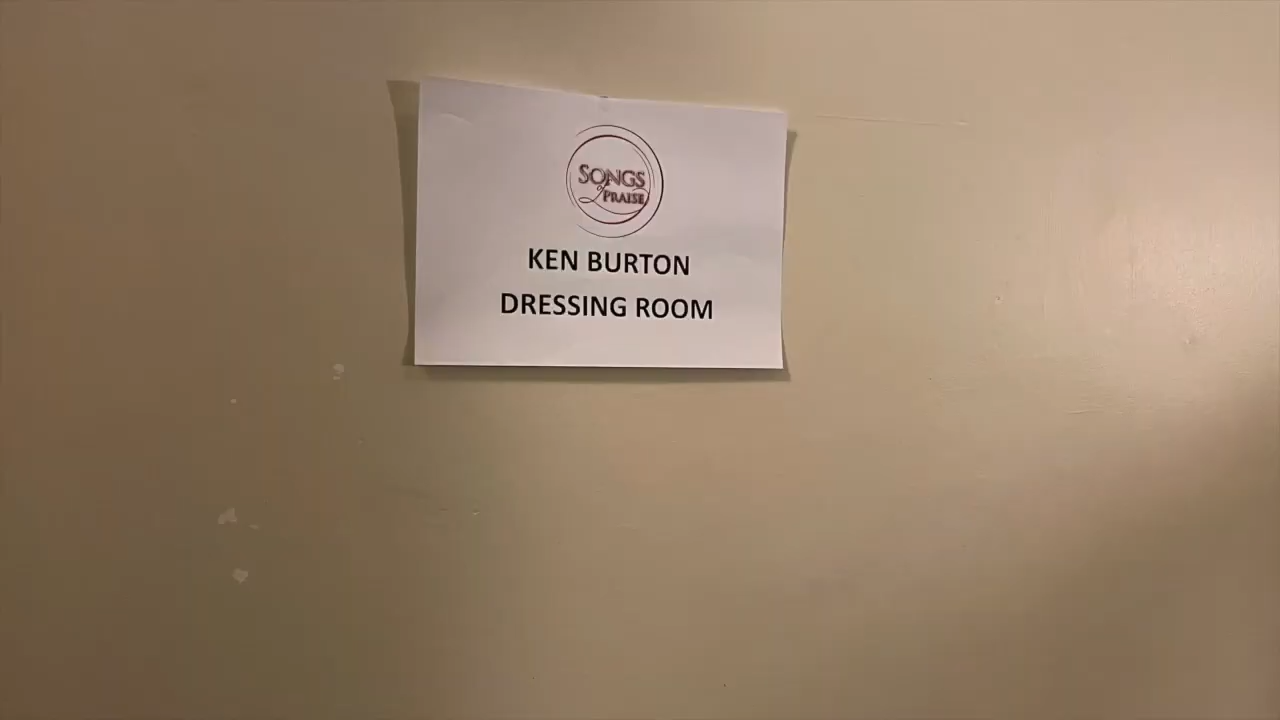 SONGS
of
PRAISE
KEN BURTON
DRESSING ROOM